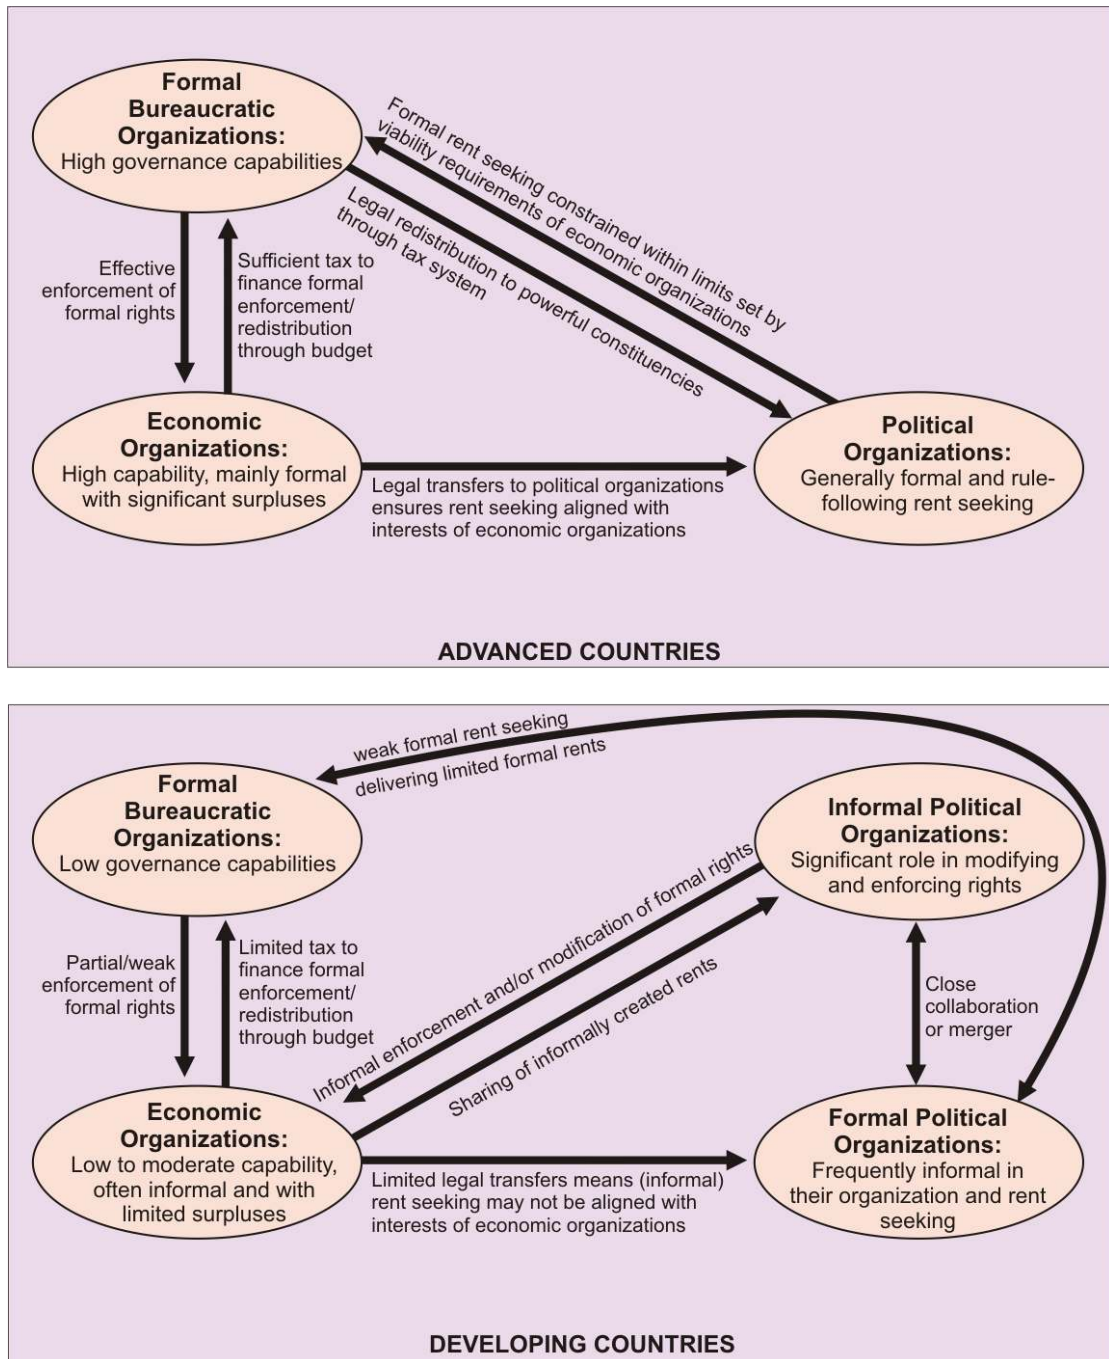 Formal
Bureaucratic
Organizations:
High governance capabilities
Formal rent seeking constrained within limits set by
viability requirements of economic organizations
Legal redistribution to powerful constituencies
through tax system
Effective
enforcement of
formal rights
Sufficient tax to
finance formal
enforcement/
redistribution
through budget
Economic
Organizations:
High capability, mainly formal
with significant surpluses
Legal transfers to political organizations
ensures rent seeking aligned with
interests of economic organizations
Political
Organizations:
Generally formal and rule-
following rent seeking
ADVANCED COUNTRIES
weak formal rent seeking
delivering limited formal rents
Formal
Bureaucratic
Organizations:
Low governance capabilities
Informal Political
Organizations:
Significant role in modifying
and enforcing rights
Partial/weak
enforcement of
formal rights
Limited tax to
finance formal
enforcement/
redistribution
through budget
Informal enforcement and/or modification of formal rights
Sharing of informally created rents
Close
collaboration
or merger
Economic
Organizations:
Low to moderate capability,
often informal and with
limited surpluses
Limited legal transfers means (informal)
rent seeking may not be aligned with
interests of economic organizations
Formal Political
Organizations:
Frequently informal in
their organization and rent
seeking
DEVELOPING COUNTRIES